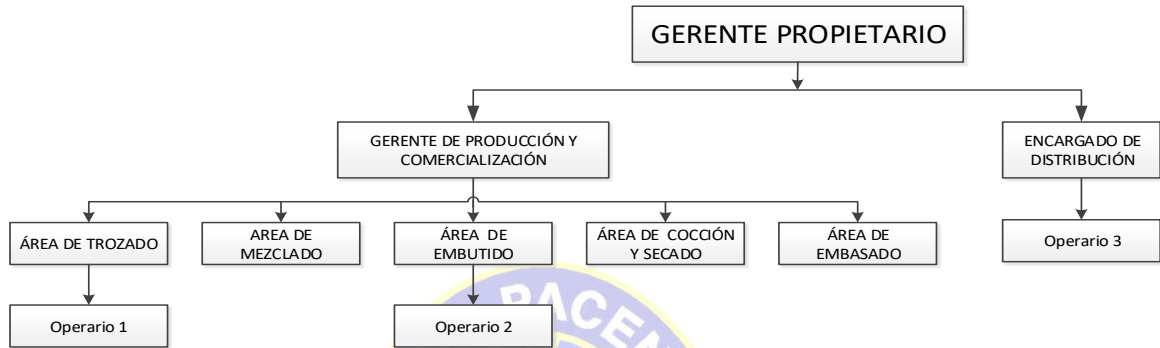 GERENTE PROPIETARIO
GERENTE DE PRODUCCIÓN Y
COMERCIALIZACIÓN
ENCARGADO DE
DISTRIBUCIÓN
ÁREA DE TROZADO
AREA DE
MEZCLADO
ÁREA DE
EMBUTIDO
ÁREA DE COCCIÓN
Y SECADO
ÁREA DE
EMBASADO
Operario 3
Operario 1
Operario 2
PACEN